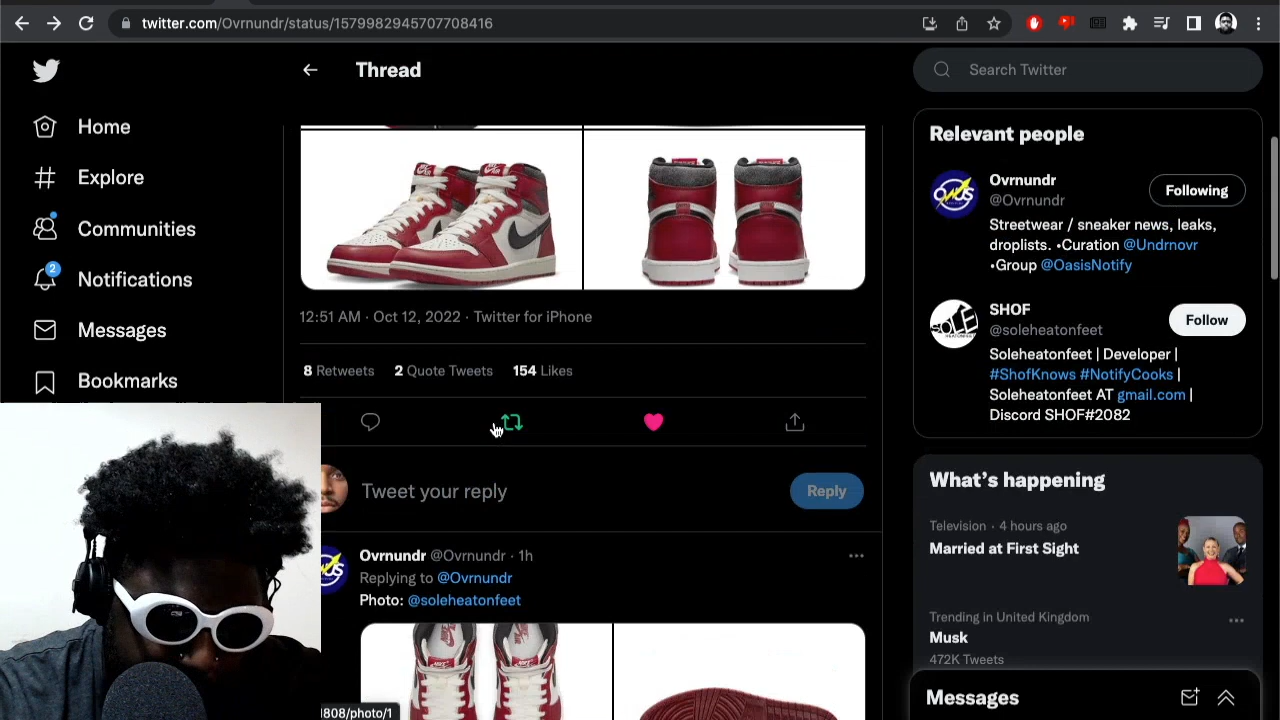 twitter.com/Ovrnundr/status/1579982945707708416
Thread
Search Twitter
Home
Explore
Communities
2
Notifications
Messages
Bookmarks
12:51 AM · Oct 12, 2022 · Twitter for iPhone
8 Retweets 2 Quote Tweets 154 Likes
Tweet your reply
Reply
Ovrnundr @Ovrnundr · 1h
Replying to @Ovrnundr
Photo: @soleheatonfeet
808/photo/1
Relevant people
Ovrnundr
@Ovrnundr
Following
Streetwear / sneaker news, leaks,
droplists. •Curation @Undrnovr
•Group @OasisNotify
SHOF
@soleheatonfeet
Follow
Soleheatonfeet | Developer |
#ShofKnows #NotifyCooks |
Soleheatonfeet AT gmail.com |
Discord SHOF#2082
What's happening
Television · 4 hours ago
Married at First Sight
Trending in United Kingdom
Musk
472K Tweets
Messages